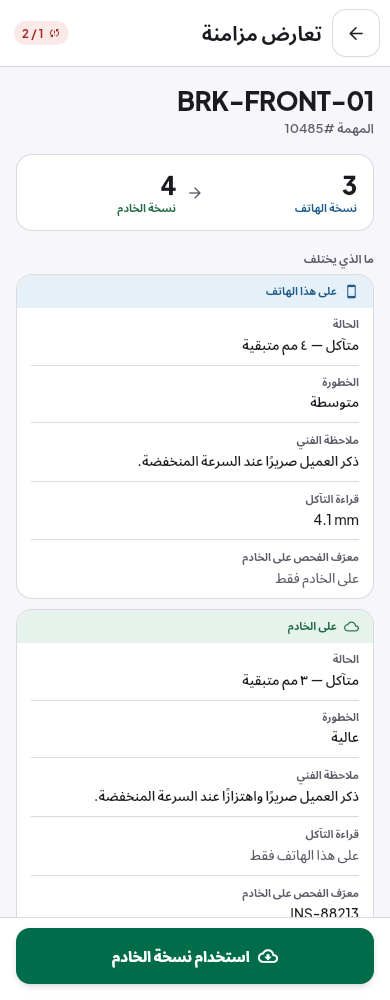 تعارض مزامنة
2 / 1
BRK-FRONT-01
المهمة #10485
3 → 4
نسخة الهاتف
نسخة الخادم
ما الذي يختلف
على هذا الهاتف
الحالة
متآكل — ٤ مم متبقية
الخطورة
متوسطة
ملاحظة الفني
ذكر العميل صريرًا عند السرعة المنخفضة.
قراءة التآكل
4.1 mm
معرّف الفحص على الخادم
على الخادم فقط
على الخادم
الحالة
متآكل — ٣ مم متبقية
الخطورة
عالية
ملاحظة الفني
ذكر العميل صريرًا واهتزازًا عند السرعة المنخفضة.
قراءة التآكل
على هذا الهاتف فقط
معرّف الفحص على الخادم
INS-88213
استخدام نسخة الخادم